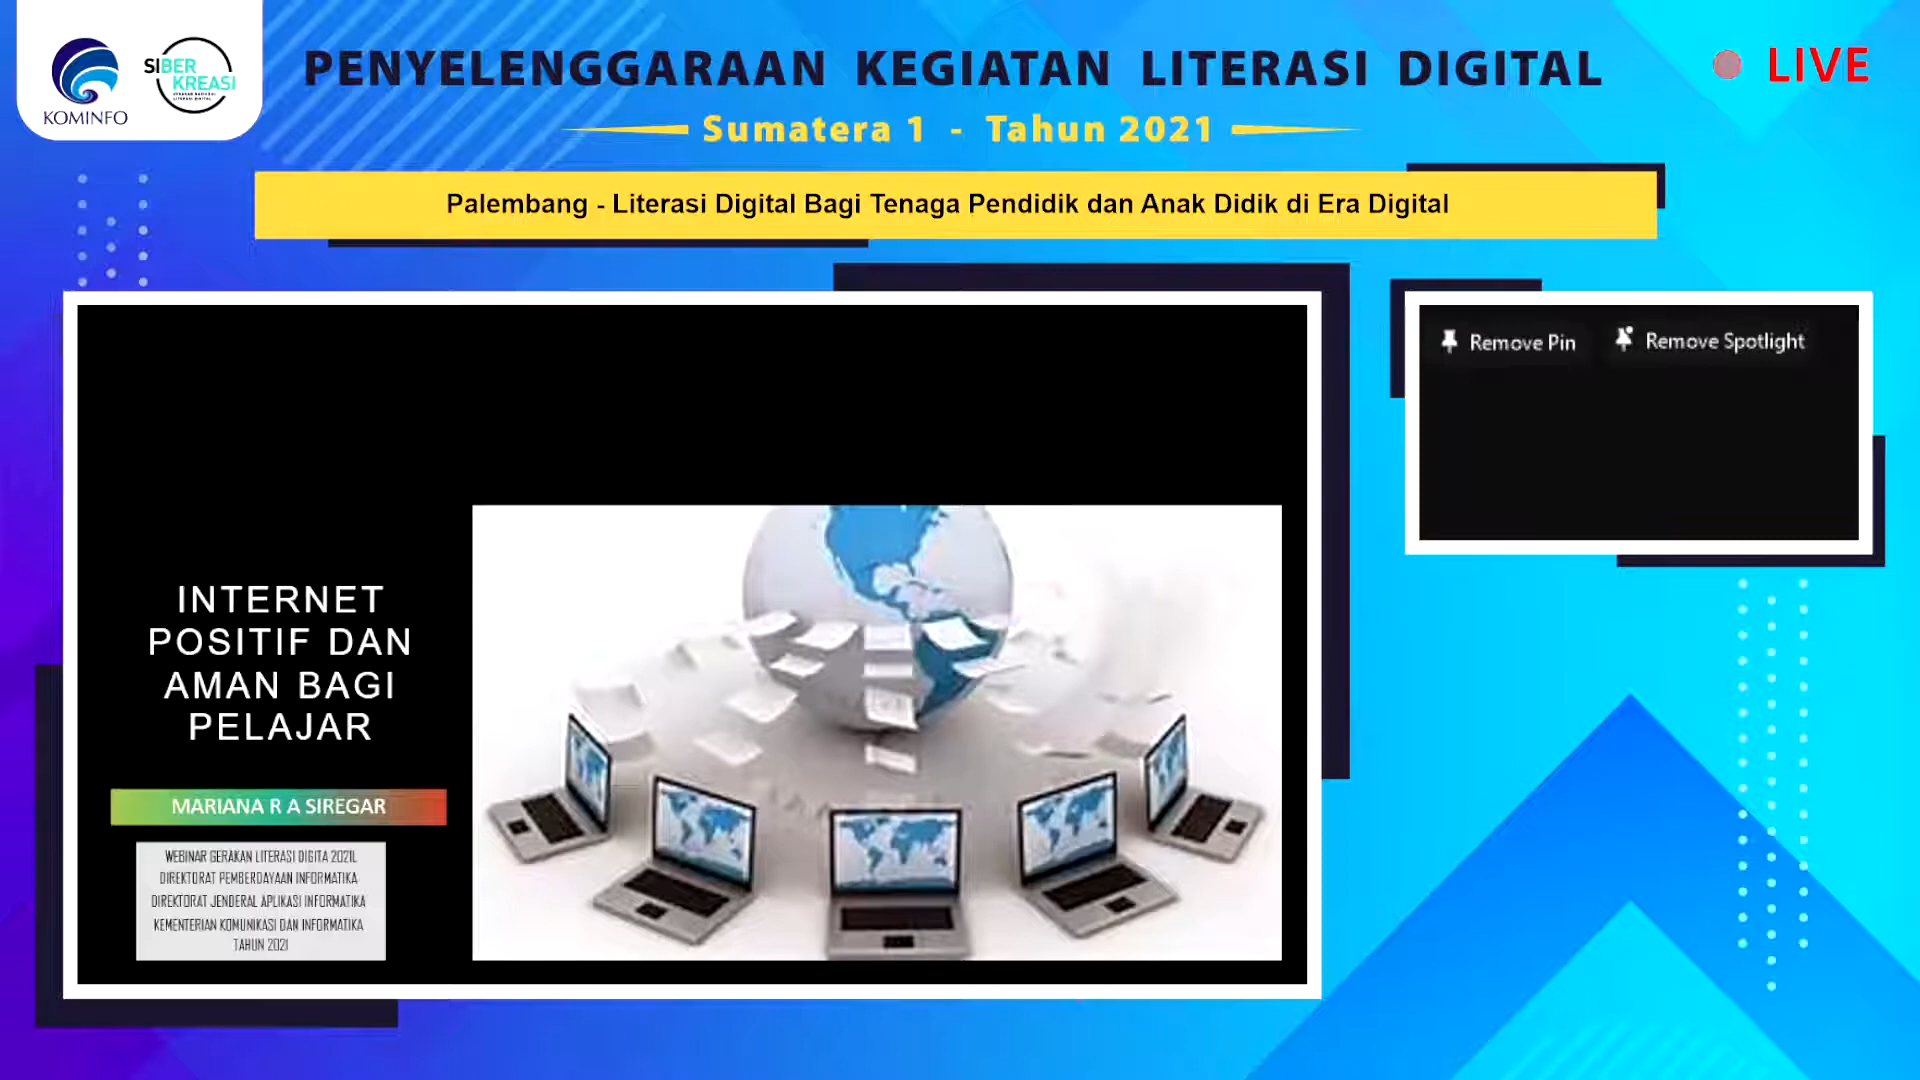 KOMINFO
SIBER
KREASI
PENYELENGGARAAN KEGIATAN LITERASI DIGITAL
LIVE
Sumatera 1 - Tahun 2021
Palembang - Literasi Digital Bagi Tenaga Pendidik dan Anak Didik di Era Digital
Remove Pin
Remove Spotlight
INTERNET
POSITIF DAN
AMAN BAGI
PELAJAR
MARIANA R A SIREGAR
WEBINAR GERAKAN LITERASI DIGITA 2021L
DIREKTORAT PEMBERDAYAAN INFORMATIKA
DIREKTORAT JENDERAL APLIKASI INFORMATIKA
KEMENTERIAN KOMUNIKASI DAN INFORMATIKA
TAHUN 2021